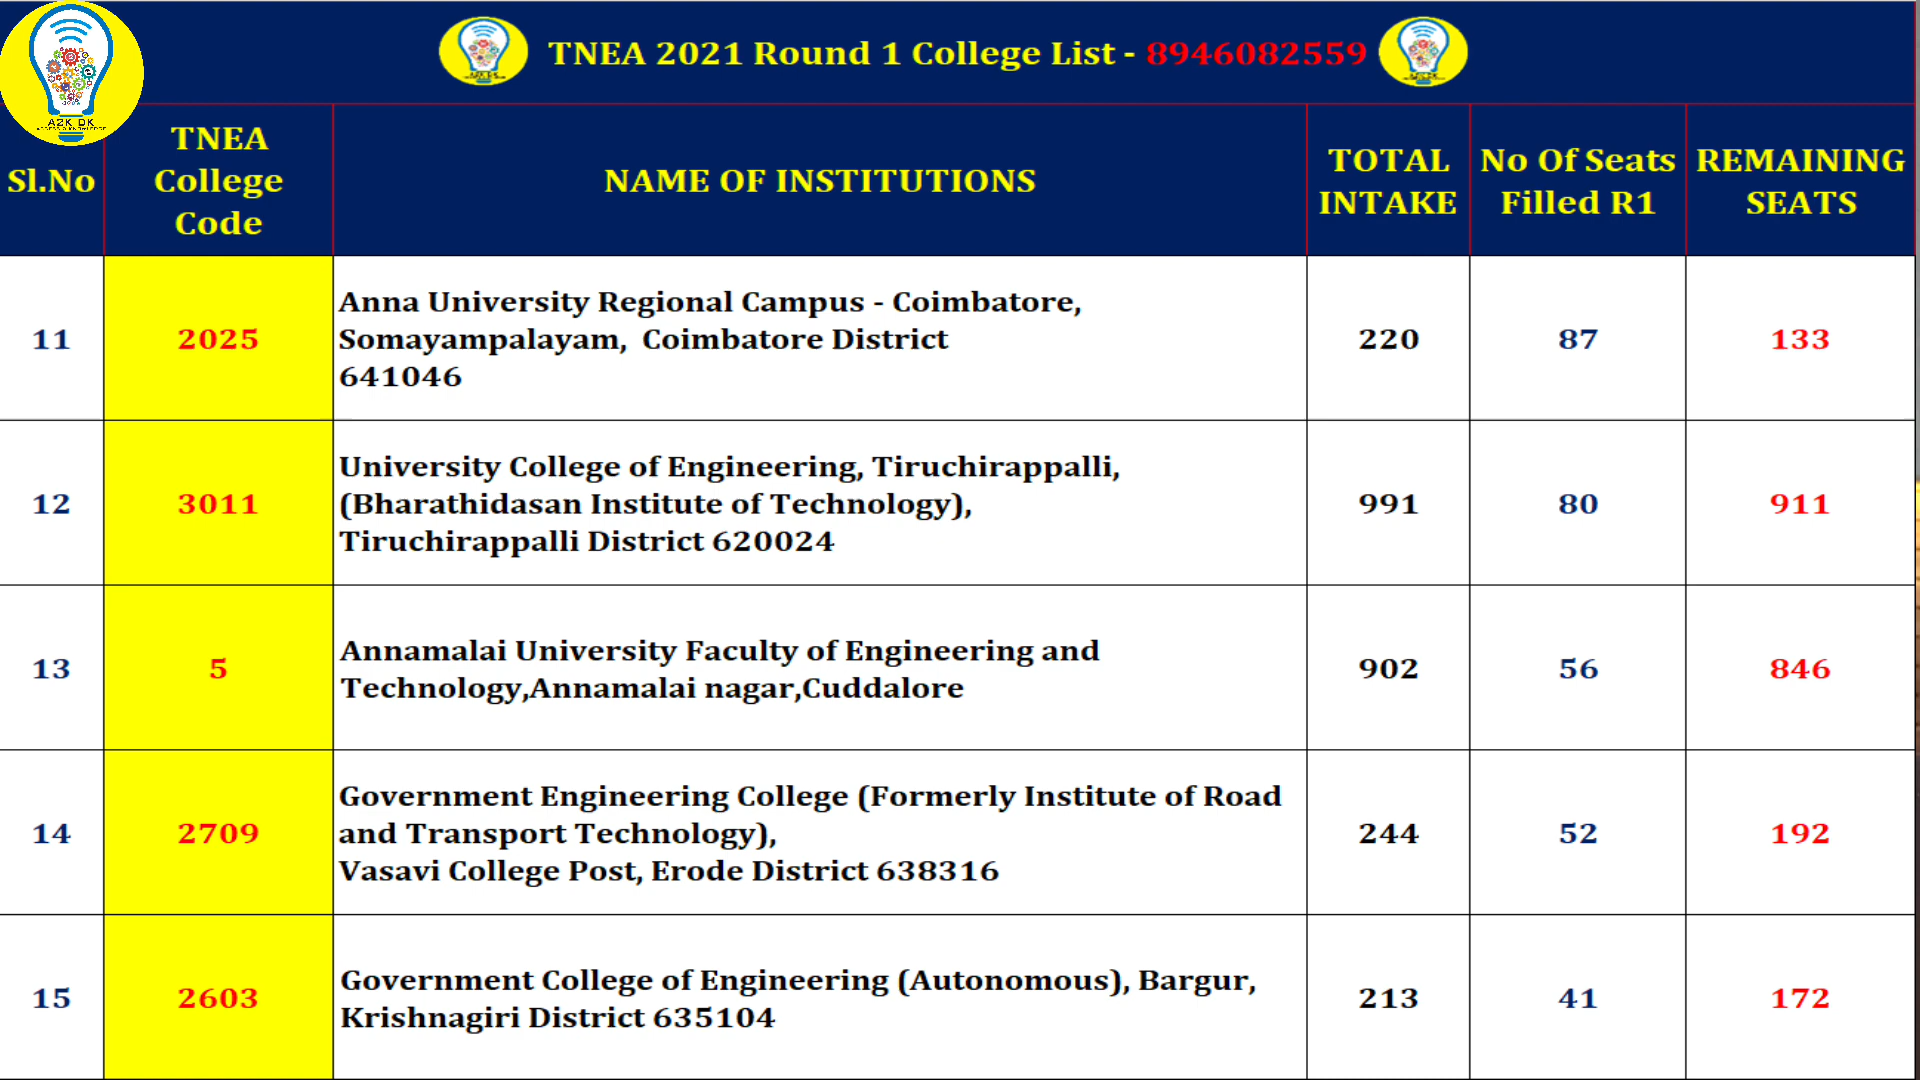 TNEA 2021 Round 1 College List - 8946082559
A2K DK
Sl.No
TNEA
College
Code
NAME OF INSTITUTIONS
TOTAL
INTAKE
No Of Seats
Filled R1
REMAINING
SEATS
11
2025
Anna University Regional Campus - Coimbatore,
Somayampalayam, Coimbatore District
641046
220
87
133
12
3011
University College of Engineering, Tiruchirappalli,
(Bharathidasan Institute of Technology),
Tiruchirappalli District 620024
991
80
911
13
5
Annamalai University Faculty of Engineering and
Technology,Annamalai nagar,Cuddalore
902
56
846
14
2709
Government Engineering College (Formerly Institute of Road
and Transport Technology),
Vasavi College Post, Erode District 638316
244
52
192
15
2603
Government College of Engineering (Autonomous), Bargur,
Krishnagiri District 635104
213
41
172